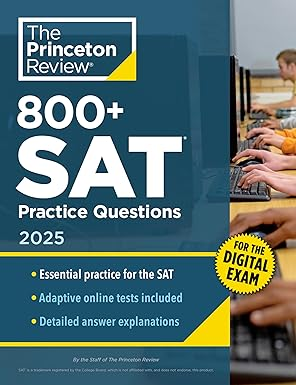 The
Princeton
Review®
800+
SAT®
Practice Questions
2025
FOR THE
DIGITAL
EXAM
• Essential practice for the SAT
• Adaptive online tests included
• Detailed answer explanations
By the Staff of The Princeton Review
SAT is a trademark registered by the College Board, which is not affiliated with, and does not endorse, this product.